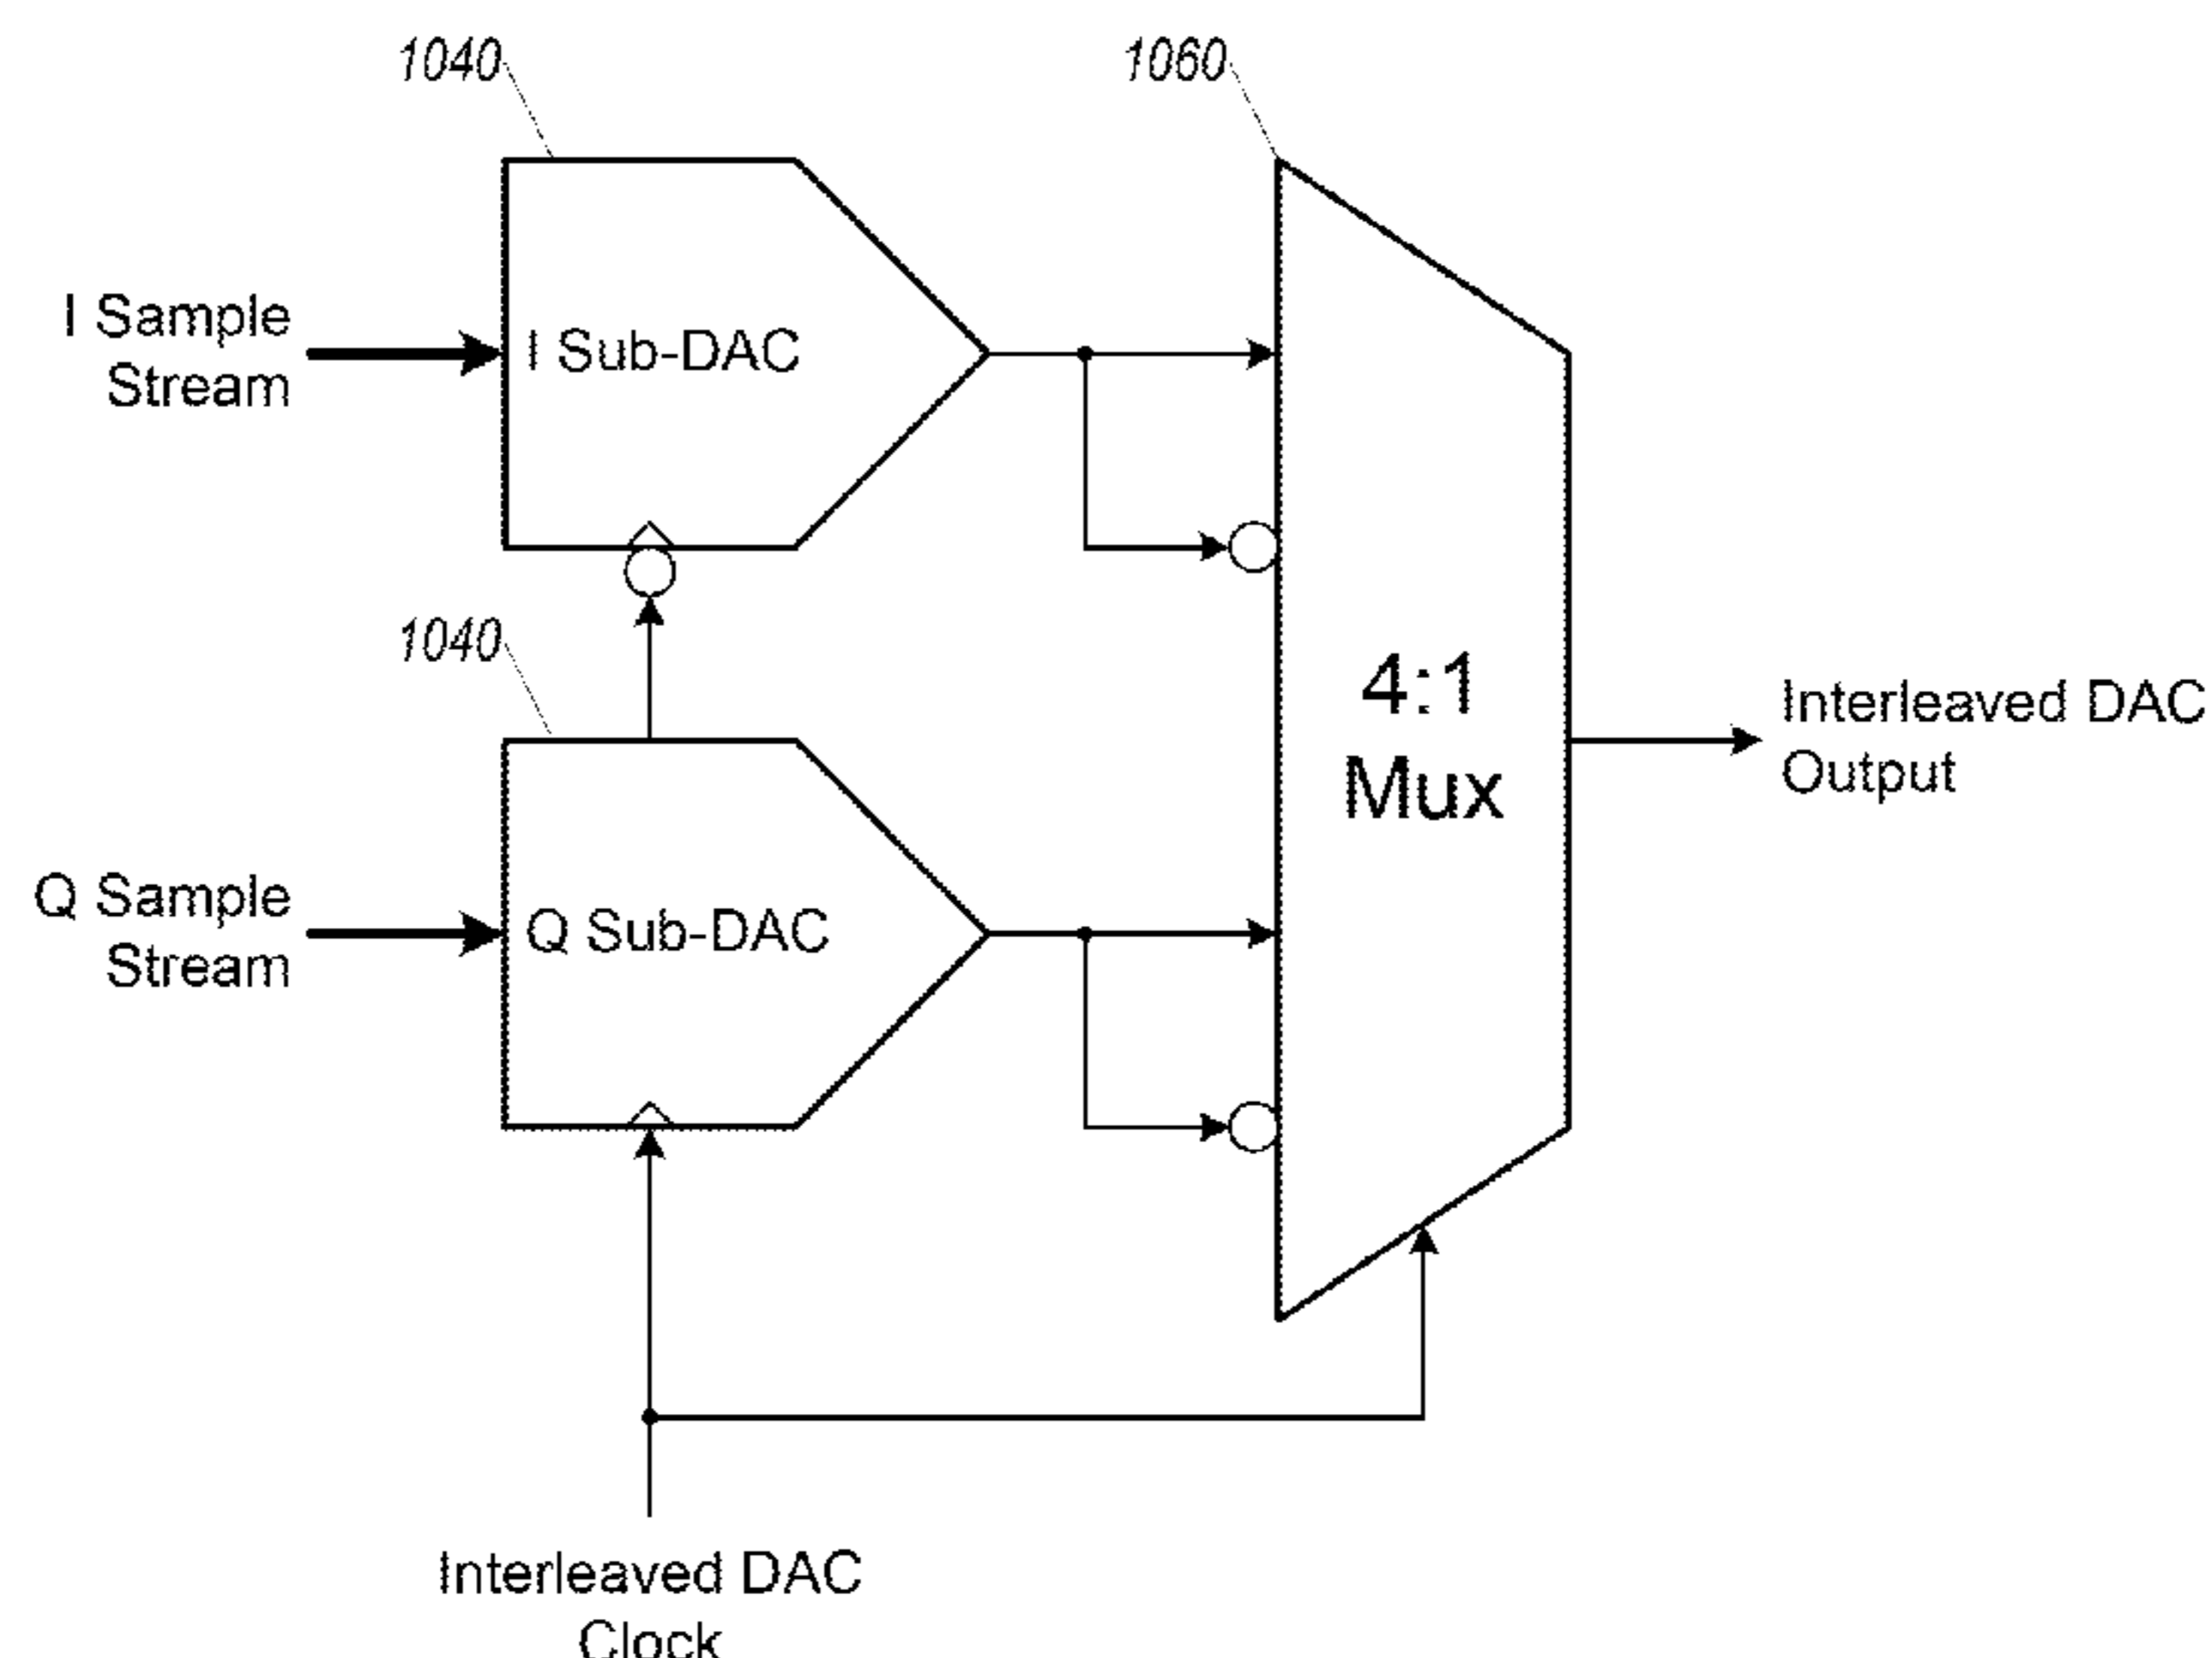 1040
1060
I Sample
Stream
I Sub-DAC
1040
4:1
Mux
Interleaved DAC
Output
Q Sample
Stream
Q Sub-DAC
Interleaved DAC
Clock